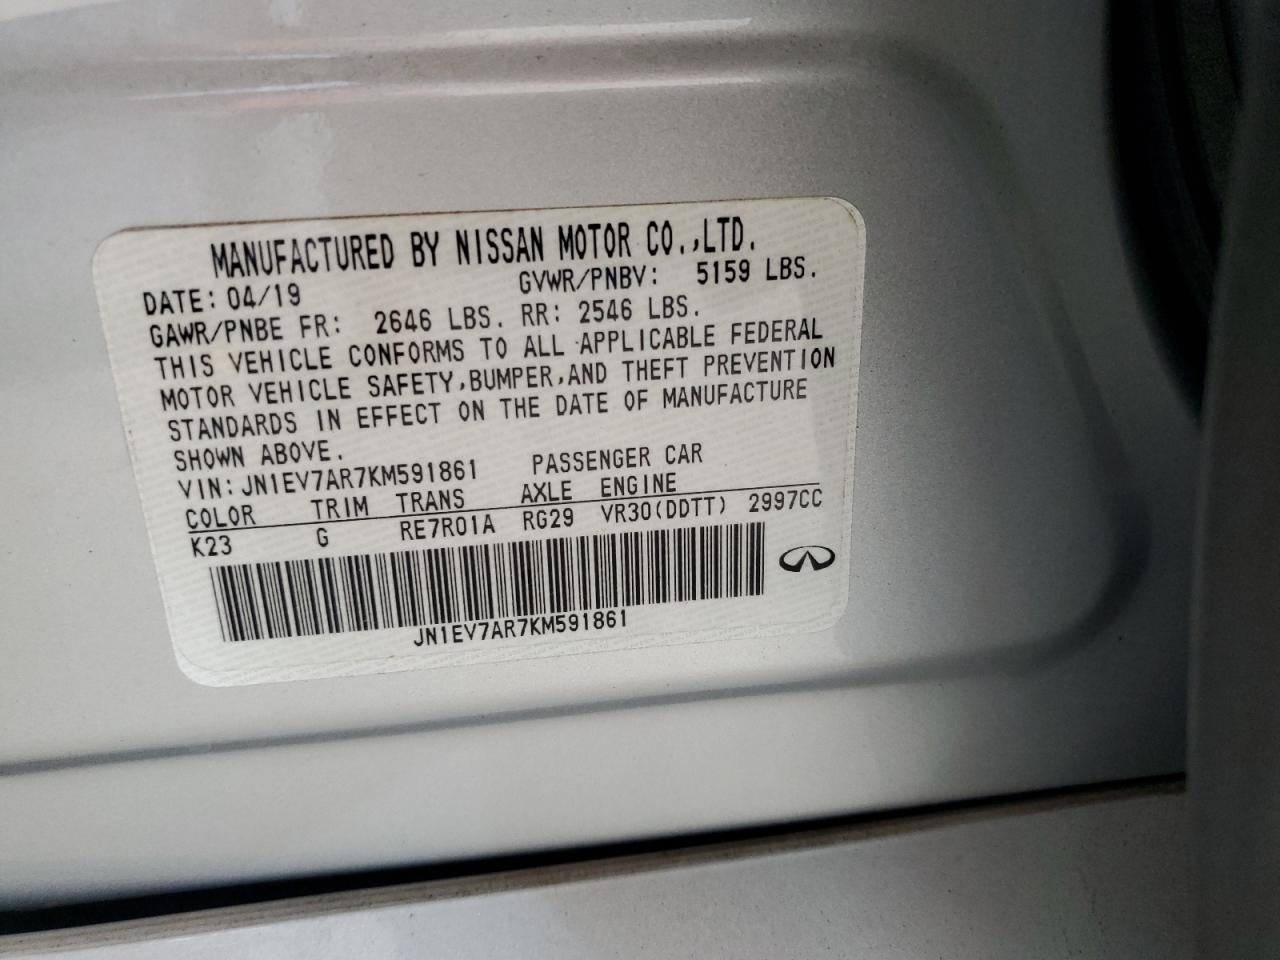 MANUFACTURED BY NISSAN MOTOR CO.,LTD.
DATE: 04/19 GVWR/PNBV: 5159 LBS.
GAWR/PNBE FR: 2646 LBS. RR: 2546 LBS.
THIS VEHICLE CONFORMS TO ALL APPLICABLE FEDERAL
MOTOR VEHICLE SAFETY,BUMPER,AND THEFT PREVENTION
STANDARDS IN EFFECT ON THE DATE OF MANUFACTURE
SHOWN ABOVE.
VIN: JN1EV7AR7KM591861 PASSENGER CAR
COLOR TRIM TRANS AXLE ENGINE
K23 G RE7R01A RG29 VR30(DDTT) 2997CC
JN1EV7AR7KM591861